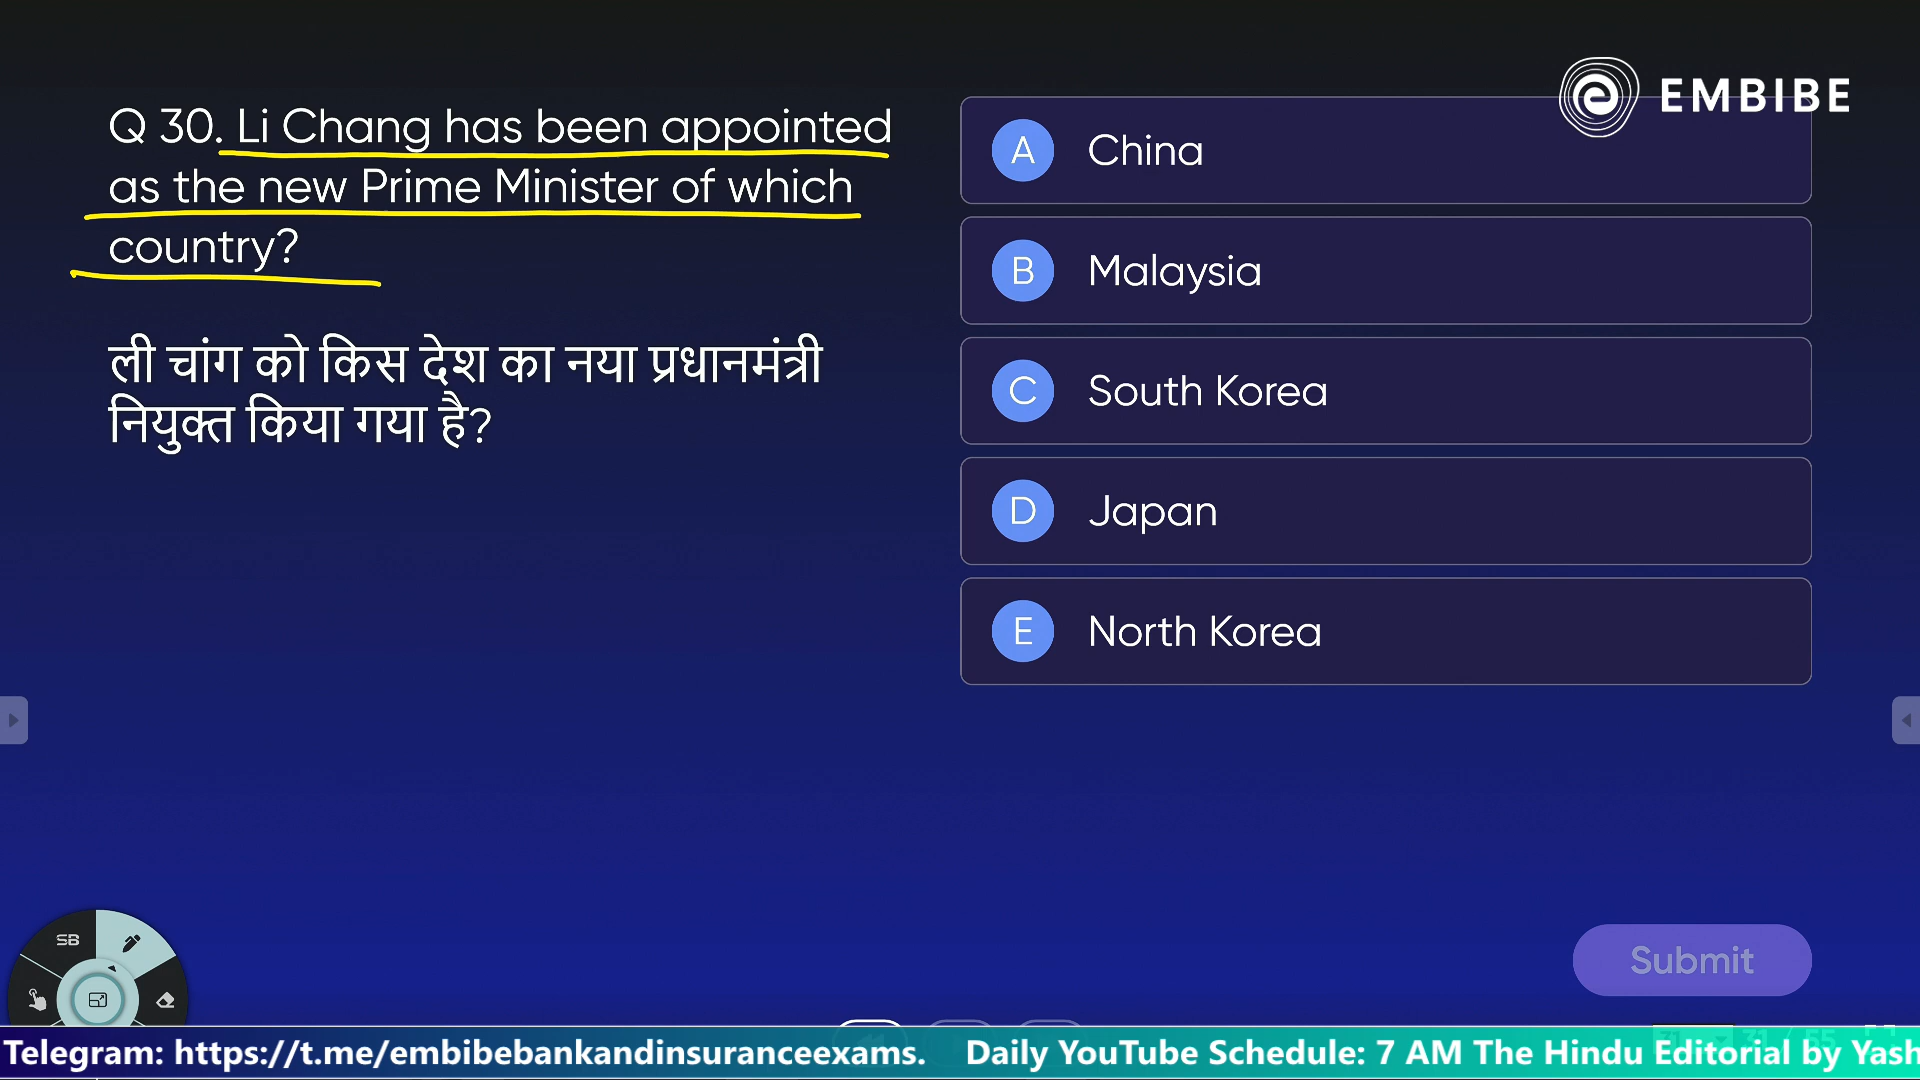 EMBIBE
Q 30. Li Chang has been appointed
as the new Prime Minister of which
country?
ली चांग को किस देश का नया प्रधानमंत्री
नियुक्त किया गया है?
A China
B Malaysia
C South Korea
D Japan
E North Korea
SB
Submit
Telegram: https://t.me/embibebankandinsuranceexams. Daily YouTube Schedule: 7 AM The Hindu Editorial by Yash